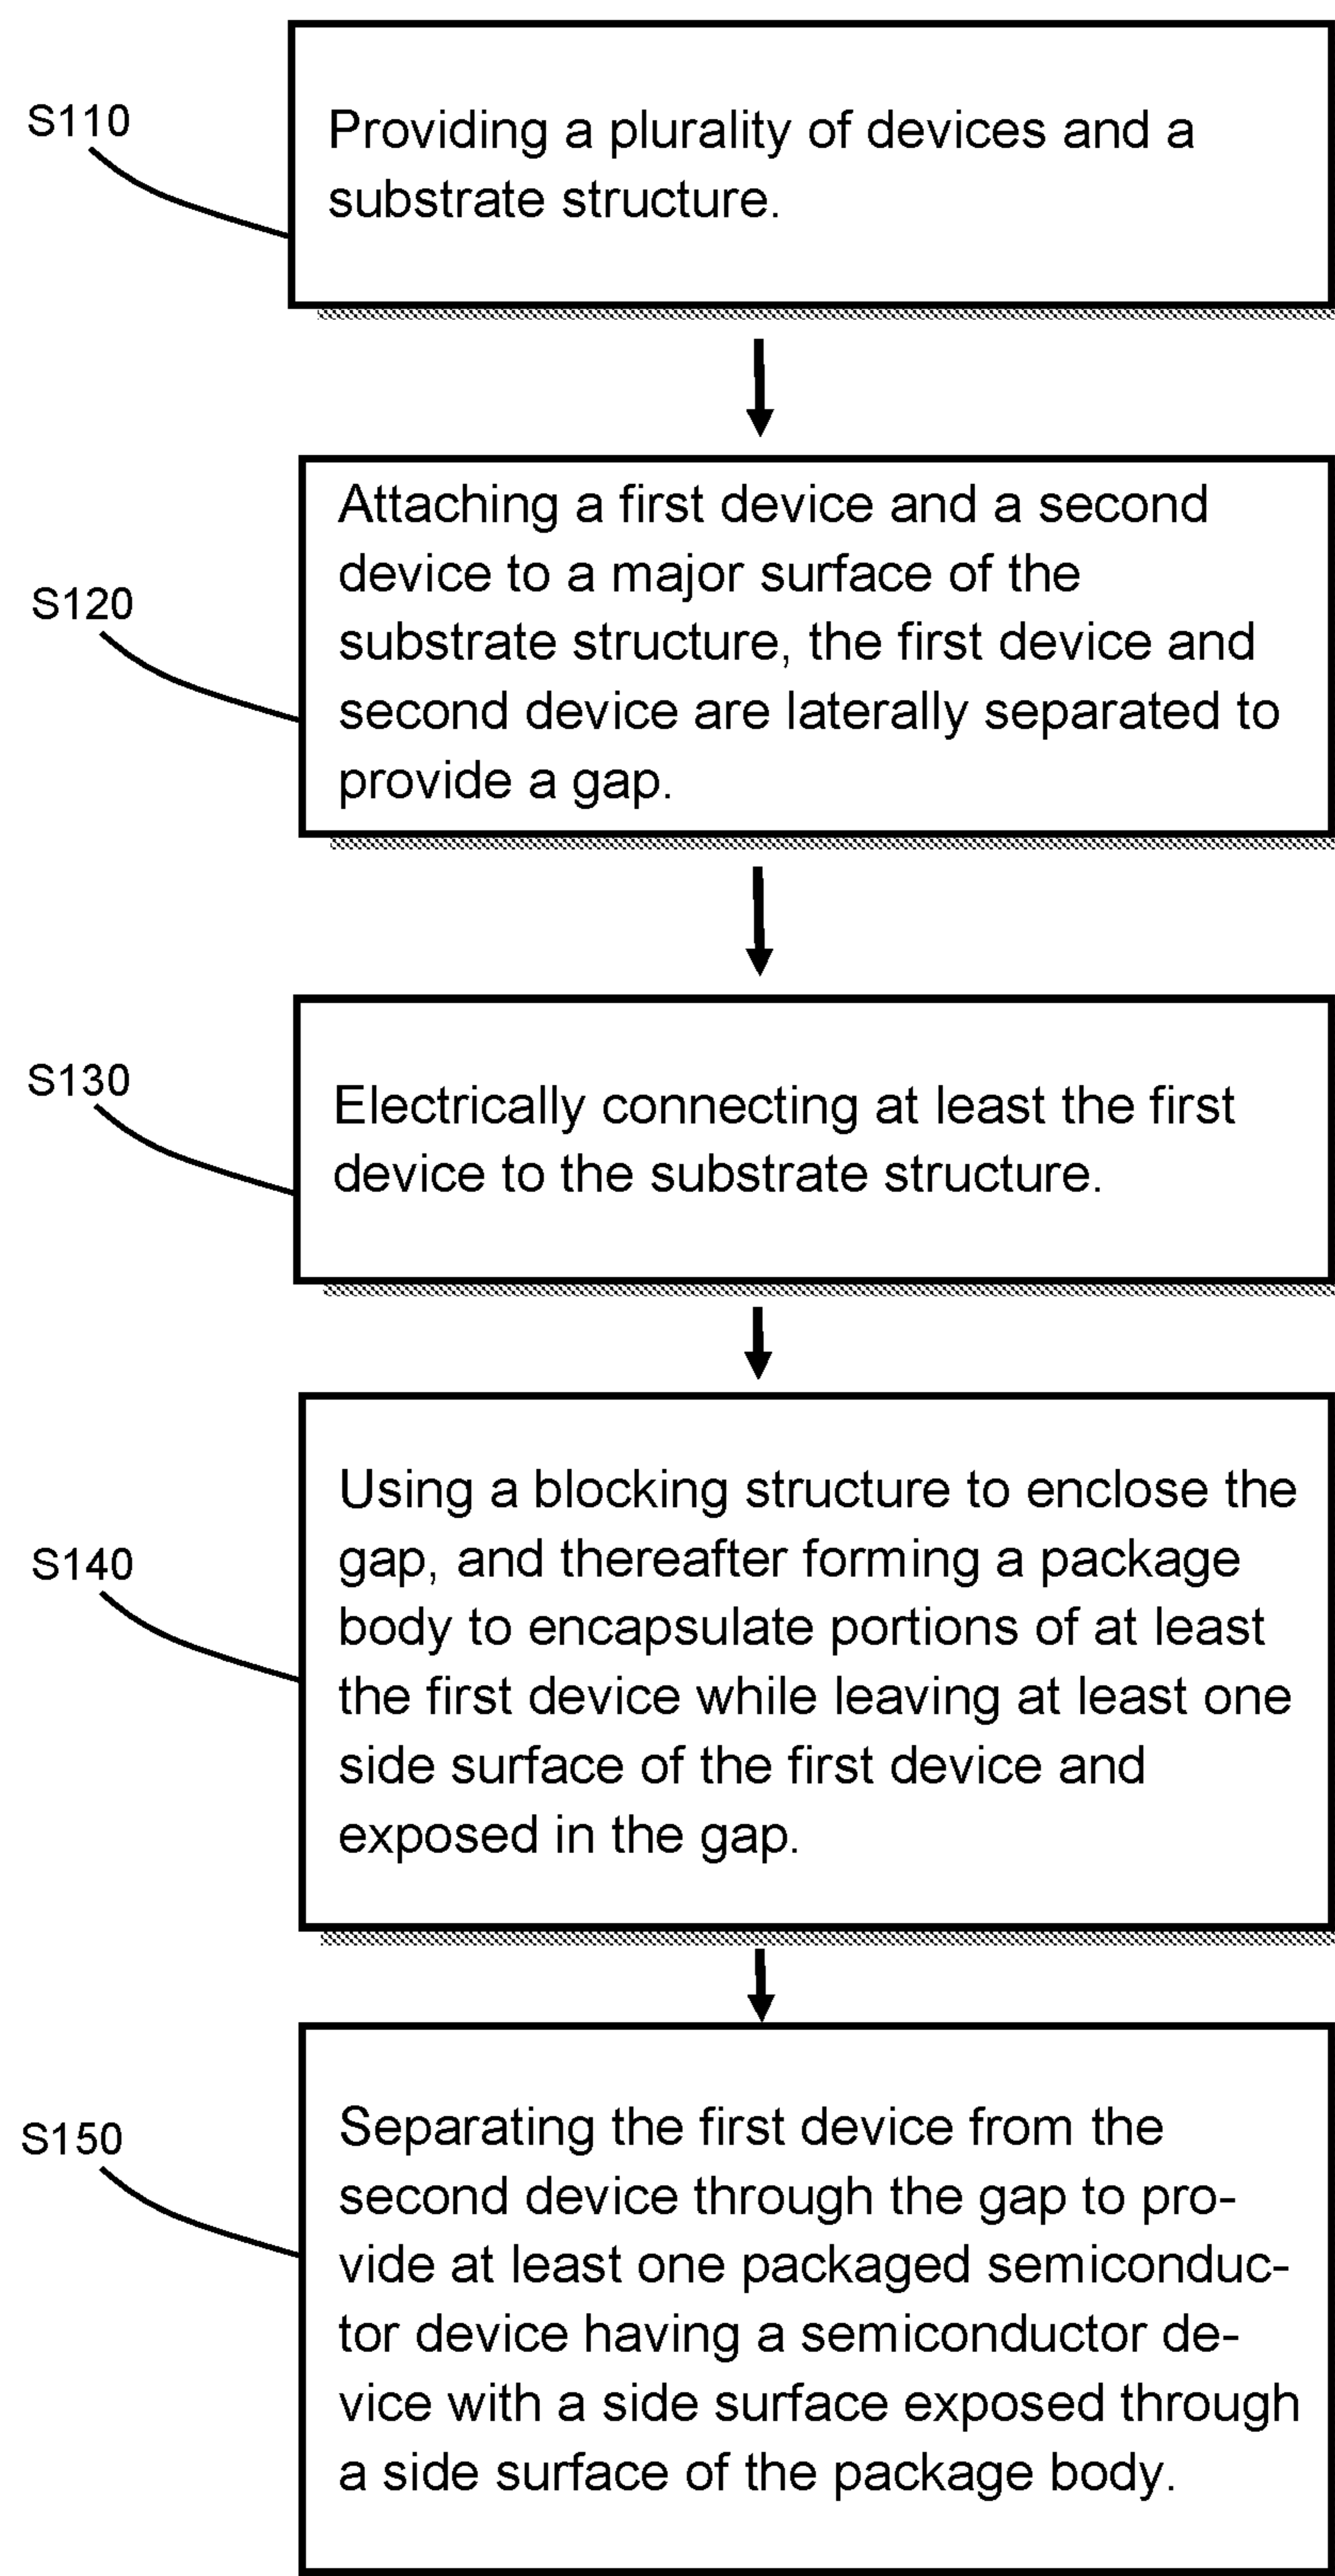 S110
Providing a plurality of devices and a
substrate structure.
S120
Attaching a first device and a second
device to a major surface of the
substrate structure, the first device and
second device are laterally separated to
provide a gap.
S130
Electrically connecting at least the first
device to the substrate structure.
S140
Using a blocking structure to enclose the
gap, and thereafter forming a package
body to encapsulate portions of at least
the first device while leaving at least one
side surface of the first device and
exposed in the gap.
S150
Separating the first device from the
second device through the gap to pro-
vide at least one packaged semiconduc-
tor device having a semiconductor de-
vice with a side surface exposed through
a side surface of the package body.